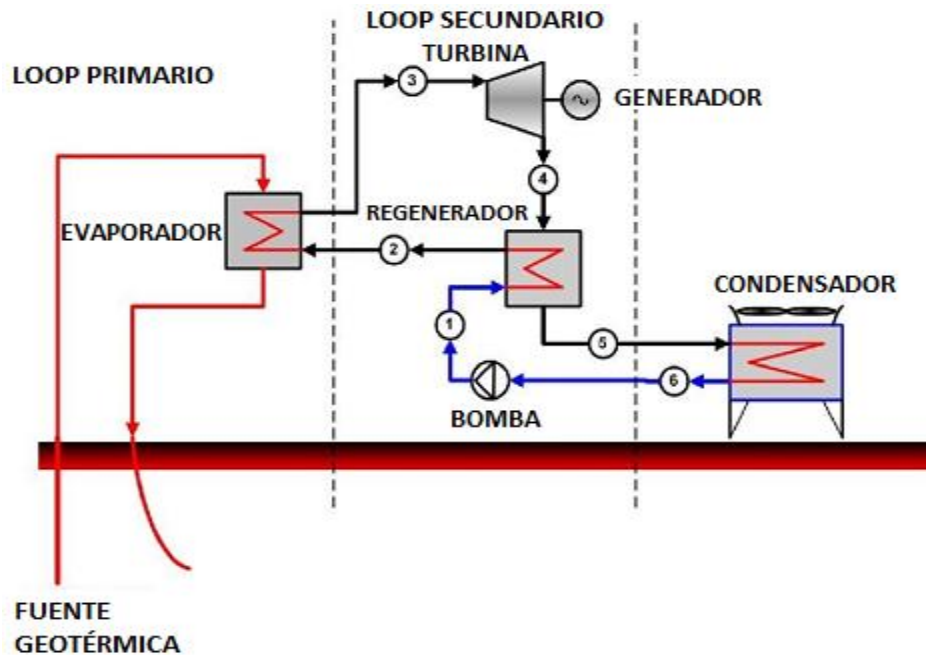 LOOP PRIMARIO
LOOP SECUNDARIO
TURBINA
3
GENERADOR
4
EVAPORADOR
REGENERADOR
2
CONDENSADOR
1
5
6
BOMBA
FUENTE
GEOTÉRMICA